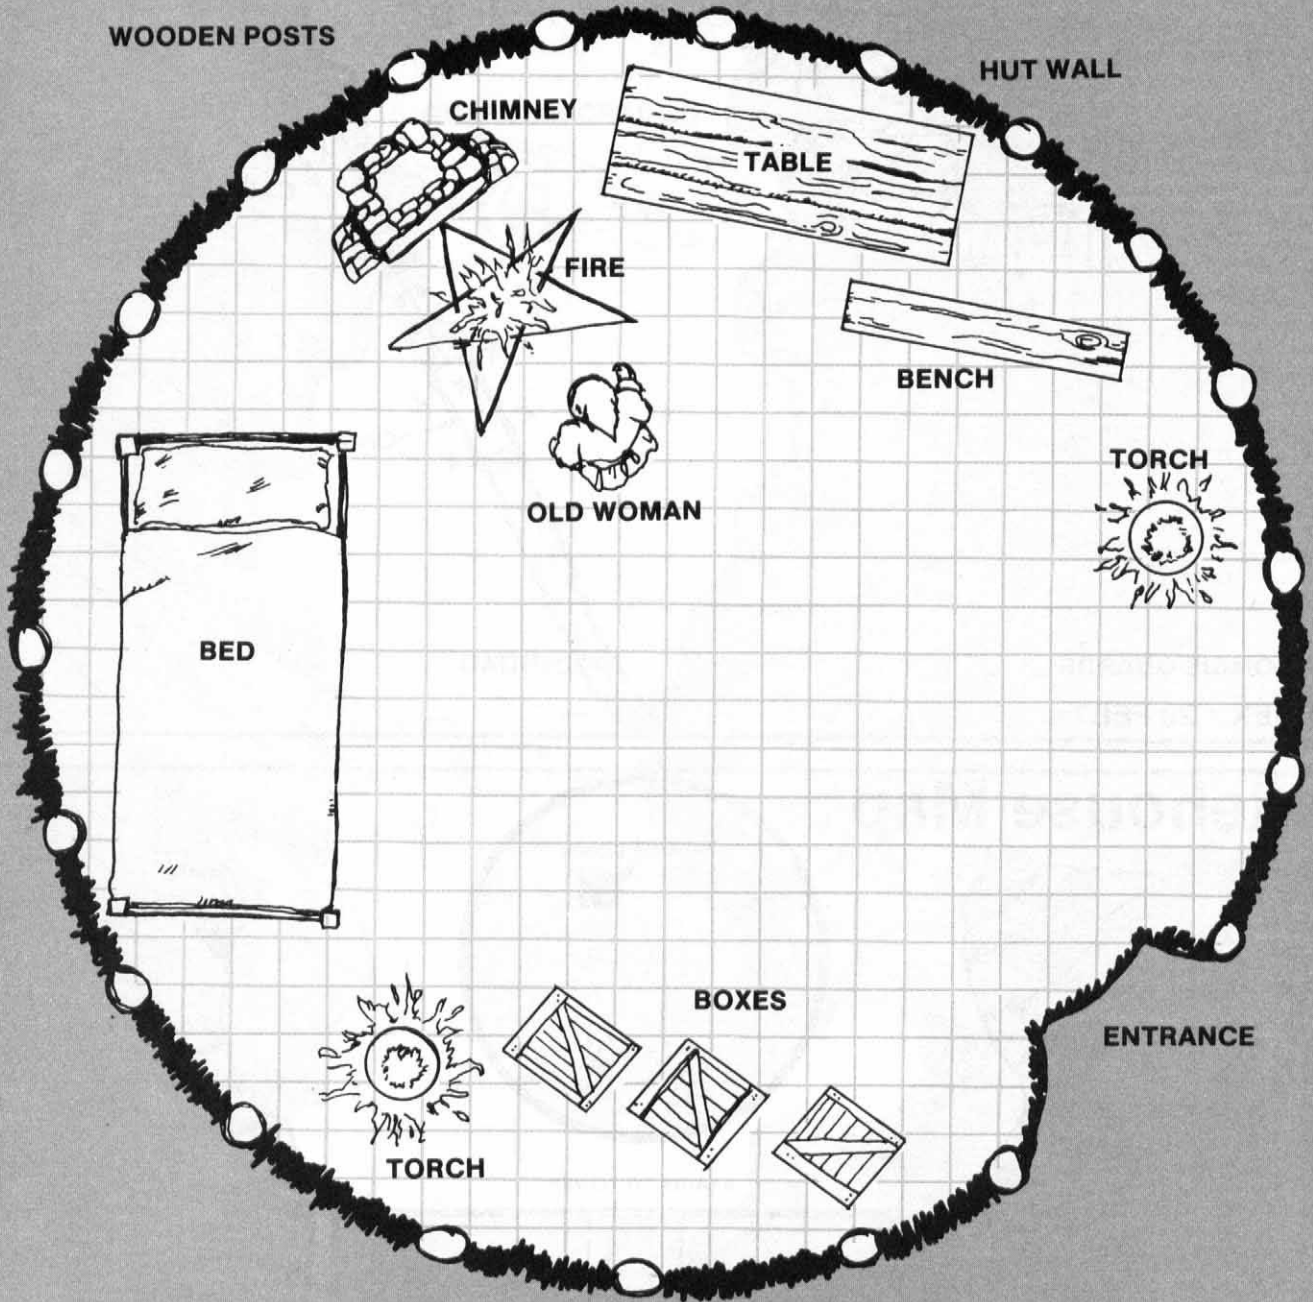 WOODEN POSTS
HUT WALL
CHIMNEY
TABLE
FIRE
BENCH
TORCH
OLD WOMAN
BED
BOXES
ENTRANCE
TORCH